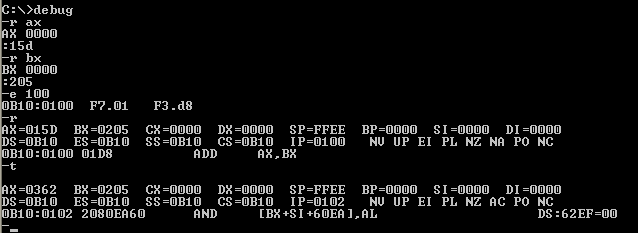 C:\>debug
-r ax
AX 0000
:15d
-r bx
BX 0000
:205
-e 100
0B10:0100  F7.01   F3.d8
-r
AX=015D  BX=0205  CX=0000  DX=0000  SP=FFEE  BP=0000  SI=0000  DI=0000
DS=0B10  ES=0B10  SS=0B10  CS=0B10  IP=0100   NV UP EI PL NZ NA PO NC
0B10:0100 01D8          ADD     AX,BX
-t
AX=0362  BX=0205  CX=0000  DX=0000  SP=FFEE  BP=0000  SI=0000  DI=0000
DS=0B10  ES=0B10  SS=0B10  CS=0B10  IP=0102   NV UP EI PL NZ AC PO NC
0B10:0102 2080EA60      AND     [BX+SI+60EA],AL                    DS:62EF=00
-_